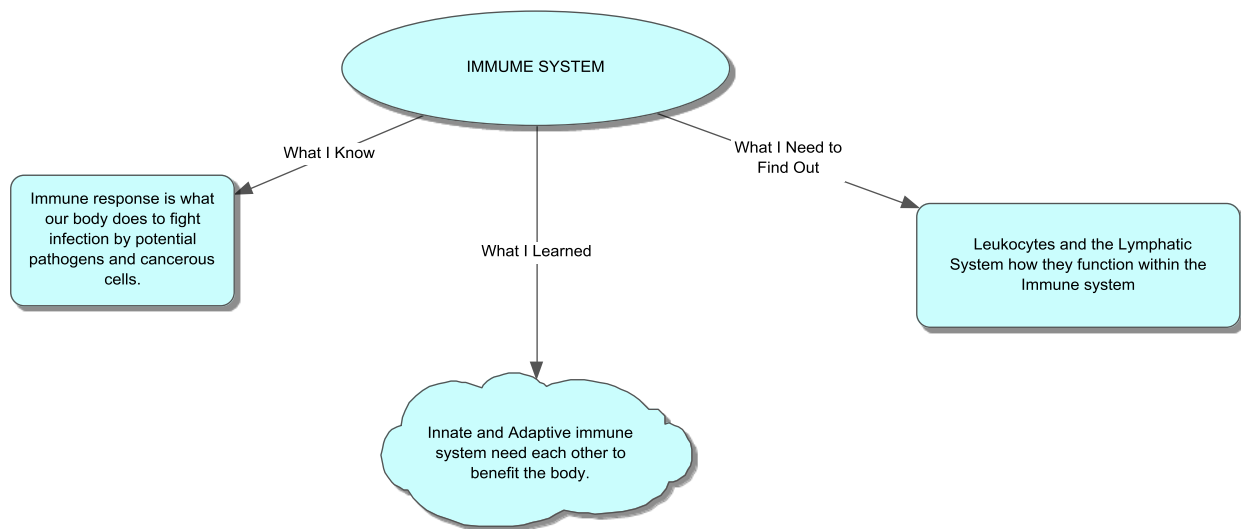 IMMUME SYSTEM
What I Know
What I Need to
Find Out
Immune response is what
our body does to fight
infection by potential
pathogens and cancerous
cells.
What I Learned
Leukocytes and the Lymphatic
System how they function within the
Immune system
Innate and Adaptive immune
system need each other to
benefit the body.